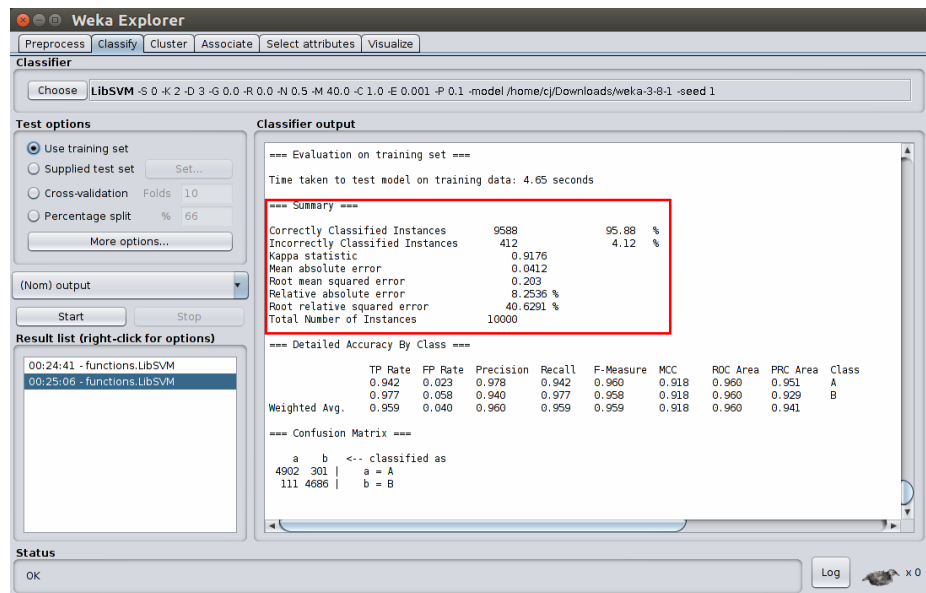 Weka Explorer
Preprocess Classify Cluster Associate Select attributes Visualize
Classifier
Choose LibSVM -S 0 -K 2 -D 3 -G 0.0 -R 0.0 -N 0.5 -M 40.0 -C 1.0 -E 0.001 -P 0.1 -model /home/cj/Downloads/weka-3-8-1 -seed 1
Test options
Use training set
Supplied test set Set...
Cross-validation Folds 10
Percentage split % 66
More options...
(Nom) output
Start Stop
Result list (right-click for options)
00:24:41 - functions.LibSVM
00:25:06 - functions.LibSVM
Classifier output
=== Evaluation on training set ===
Time taken to test model on training data: 4.65 seconds
=== Summary ===
Correctly Classified Instances 9588 95.88 %
Incorrectly Classified Instances 412 4.12 %
Kappa statistic 0.9176
Mean absolute error 0.0412
Root mean squared error 0.203
Relative absolute error 8.2536 %
Root relative squared error 40.6291 %
Total Number of Instances 10000
=== Detailed Accuracy By Class ===
TP Rate FP Rate Precision Recall F-Measure MCC ROC Area PRC Area Class
0.942 0.023 0.978 0.942 0.960 0.918 0.960 0.951 A
0.977 0.058 0.940 0.977 0.958 0.918 0.960 0.929 B
Weighted Avg. 0.959 0.040 0.960 0.959 0.959 0.918 0.960 0.941
=== Confusion Matrix ===
a b <-- classified as
4902 301 | a = A
111 4686 | b = B
Status
OK
Log
x 0